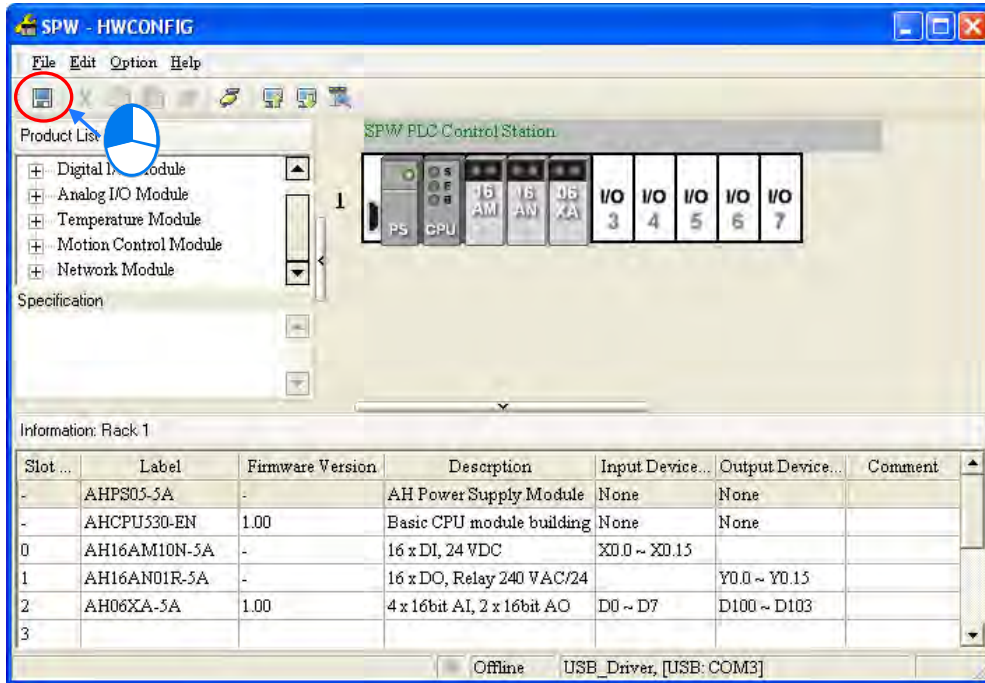 SPW - HWCONFIG
File Edit Option Help
Product List
SPW PLC Control Station
Digital I/O Module
Analog I/O Module
Temperature Module
Motion Control Module
Network Module
1
PS CPU 16 AM 16 AN 06 XA I/O 3 I/O 4 I/O 5 I/O 6 I/O 7
Specification
Information: Rack 1
Slot ... Label Firmware Version Descrption Input Device... Output Device... Comment
- AHPS05-5A - AH Power Supply Module None None
- AHCPU530-EN 1.00 Basic CPU module building None None
0 AH16AM10N-5A - 16 x DI, 24 VDC X0.0 ~ X0.15
1 AH16AN01R-5A - 16 x DO, Relay 240 VAC/24 Y0.0 ~ Y0.15
2 AH06XA-5A 1.00 4 x 16bit AI, 2 x 16bit AO D0 ~ D7 D100 ~ D103
3
Offline USB_Driver, [USB: COM3]